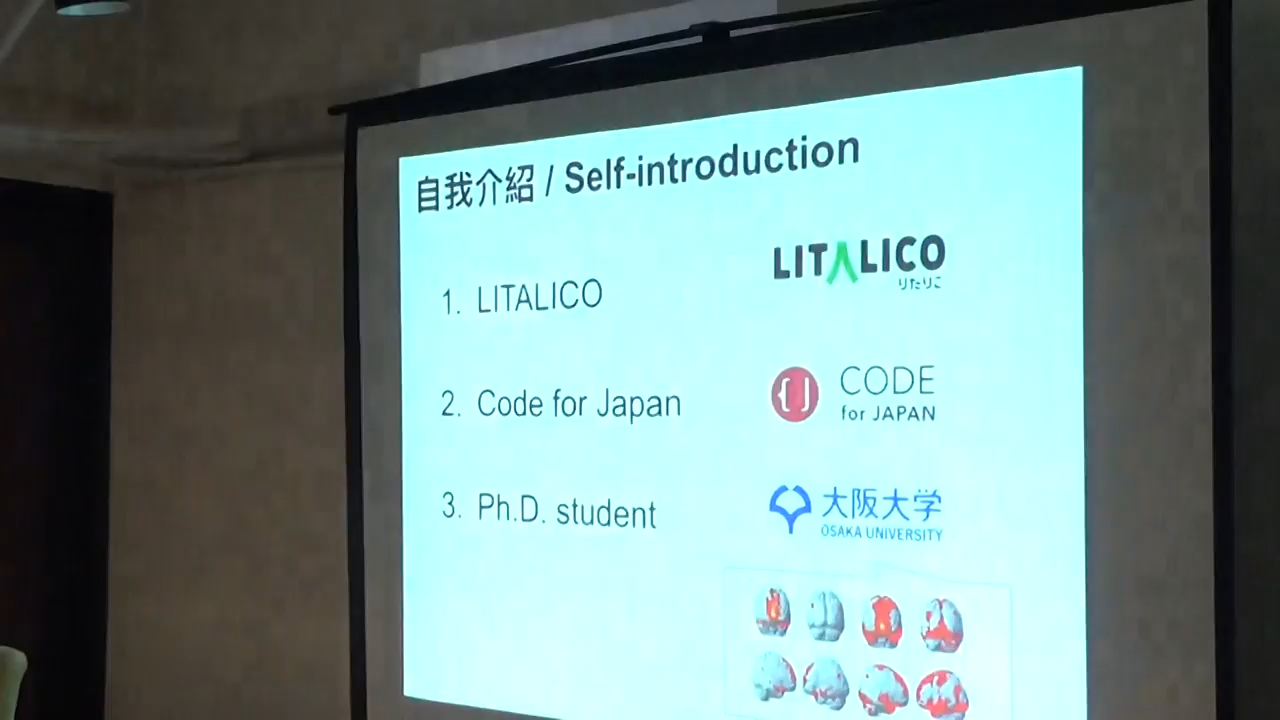 自我介紹 / Self-introduction
LITALICO
りたりこ
1. LITALICO
CODE
for JAPAN
2. Code for Japan
大阪大学
OSAKA UNIVERSITY
3. Ph.D. student